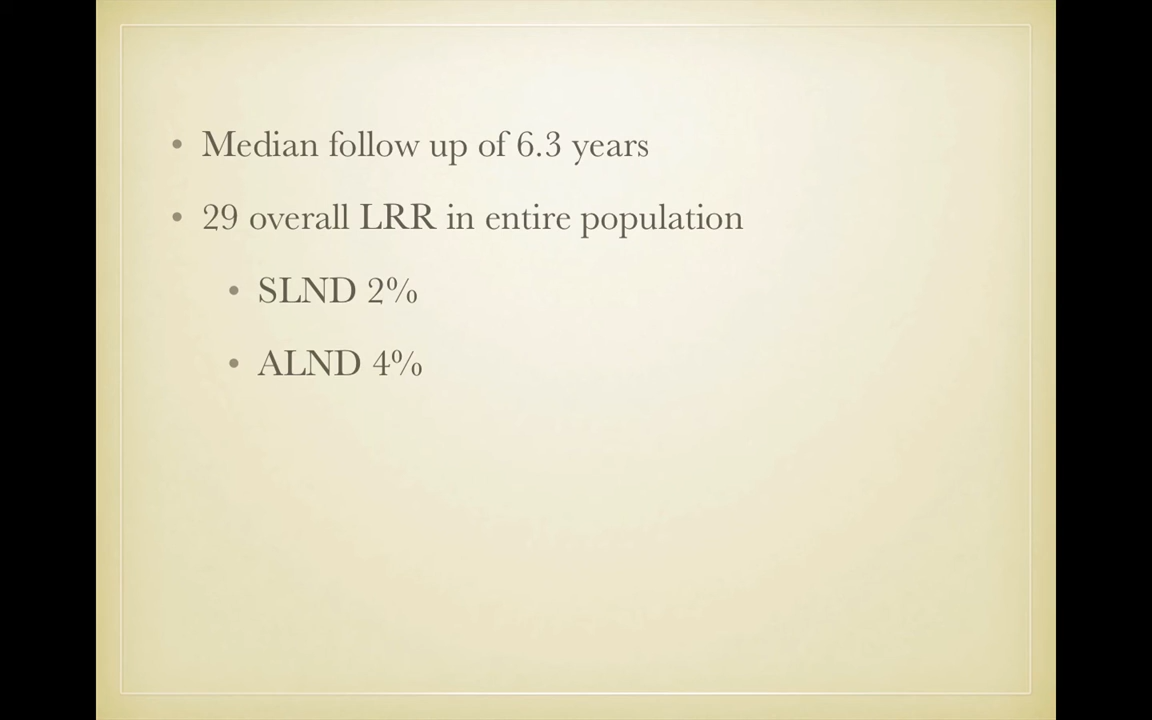 • Median follow up of 6.3 years
• 29 overall LRR in entire population
• SLND 2%
• ALND 4%